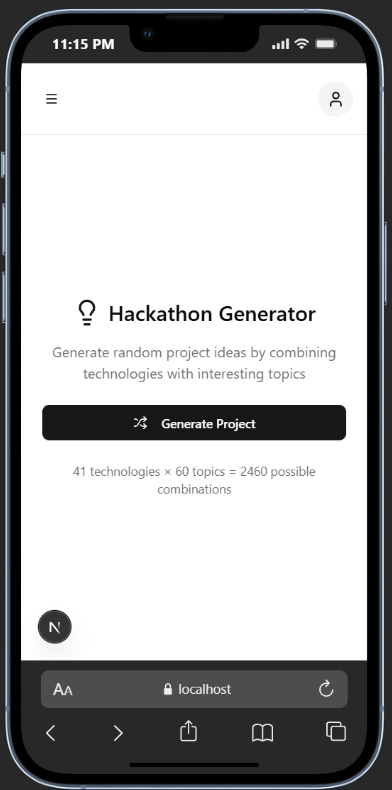 11:15 PM
Hackathon Generator
Generate random project ideas by combining
technologies with interesting topics
Generate Project
41 technologies × 60 topics = 2460 possible
combinations
N
AA
localhost